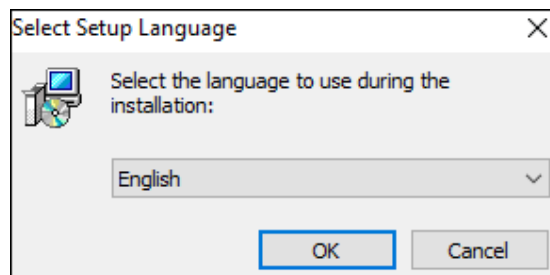 Select Setup Language
Select the language to use during the
installation:
English
OK
Cancel